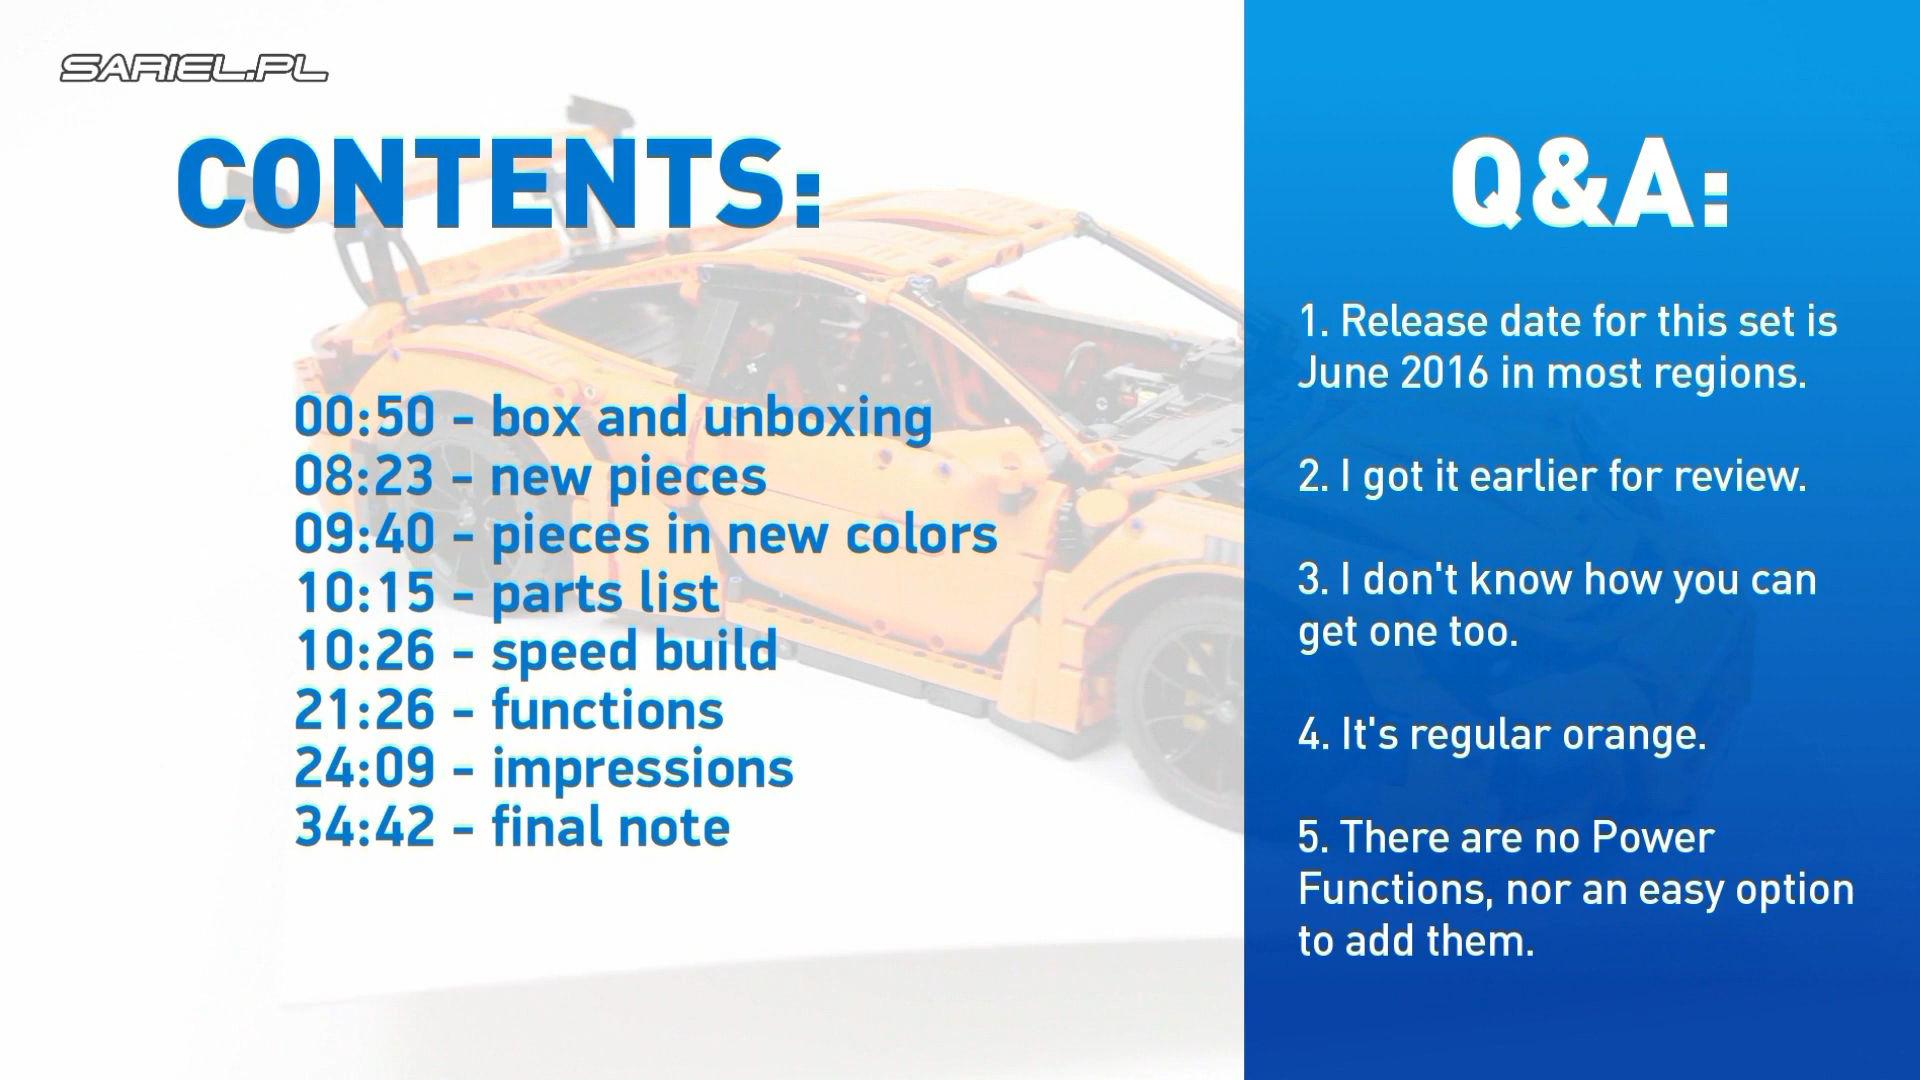 SARIEL.PL
CONTENTS:
00:50 - box and unboxing
08:23 - new pieces
09:40 - pieces in new colors
10:15 - parts list
10:26 - speed build
21:26 - functions
24:09 - impressions
34:42 - final note
Q&A:
1. Release date for this set is
June 2016 in most regions.
2. I got it earlier for review.
3. I don't know how you can
get one too.
4. It's regular orange.
5. There are no Power
Functions, nor an easy option
to add them.